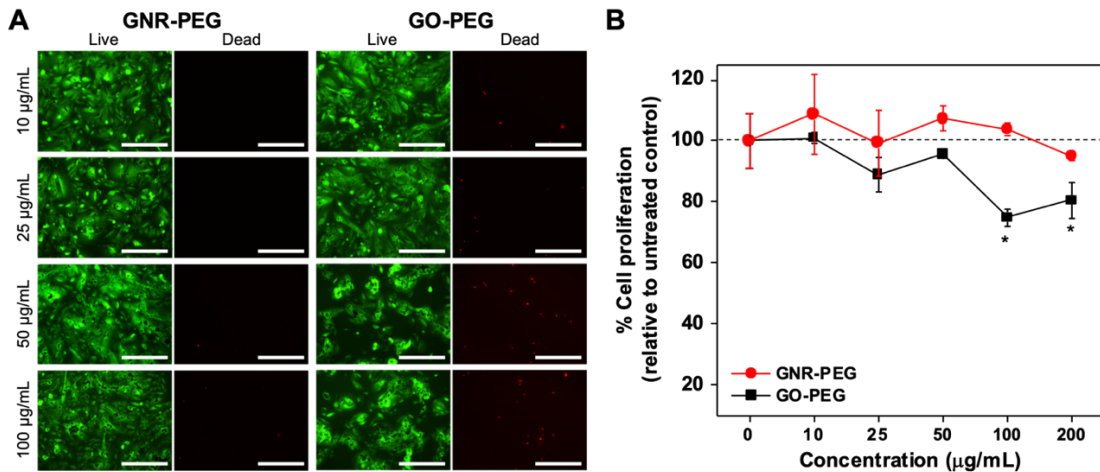 A
GNR-PEG
GO-PEG
Live
Dead
Live
Dead
10 µg/mL
25 µg/mL
50 µg/mL
100 µg/mL
B
% Cell proliferation
(relative to untreated control)
120
100
80
60
40
20
*
*
GNR-PEG
GO-PEG
0
10
25
50
100
200
Concentration (µg/mL)